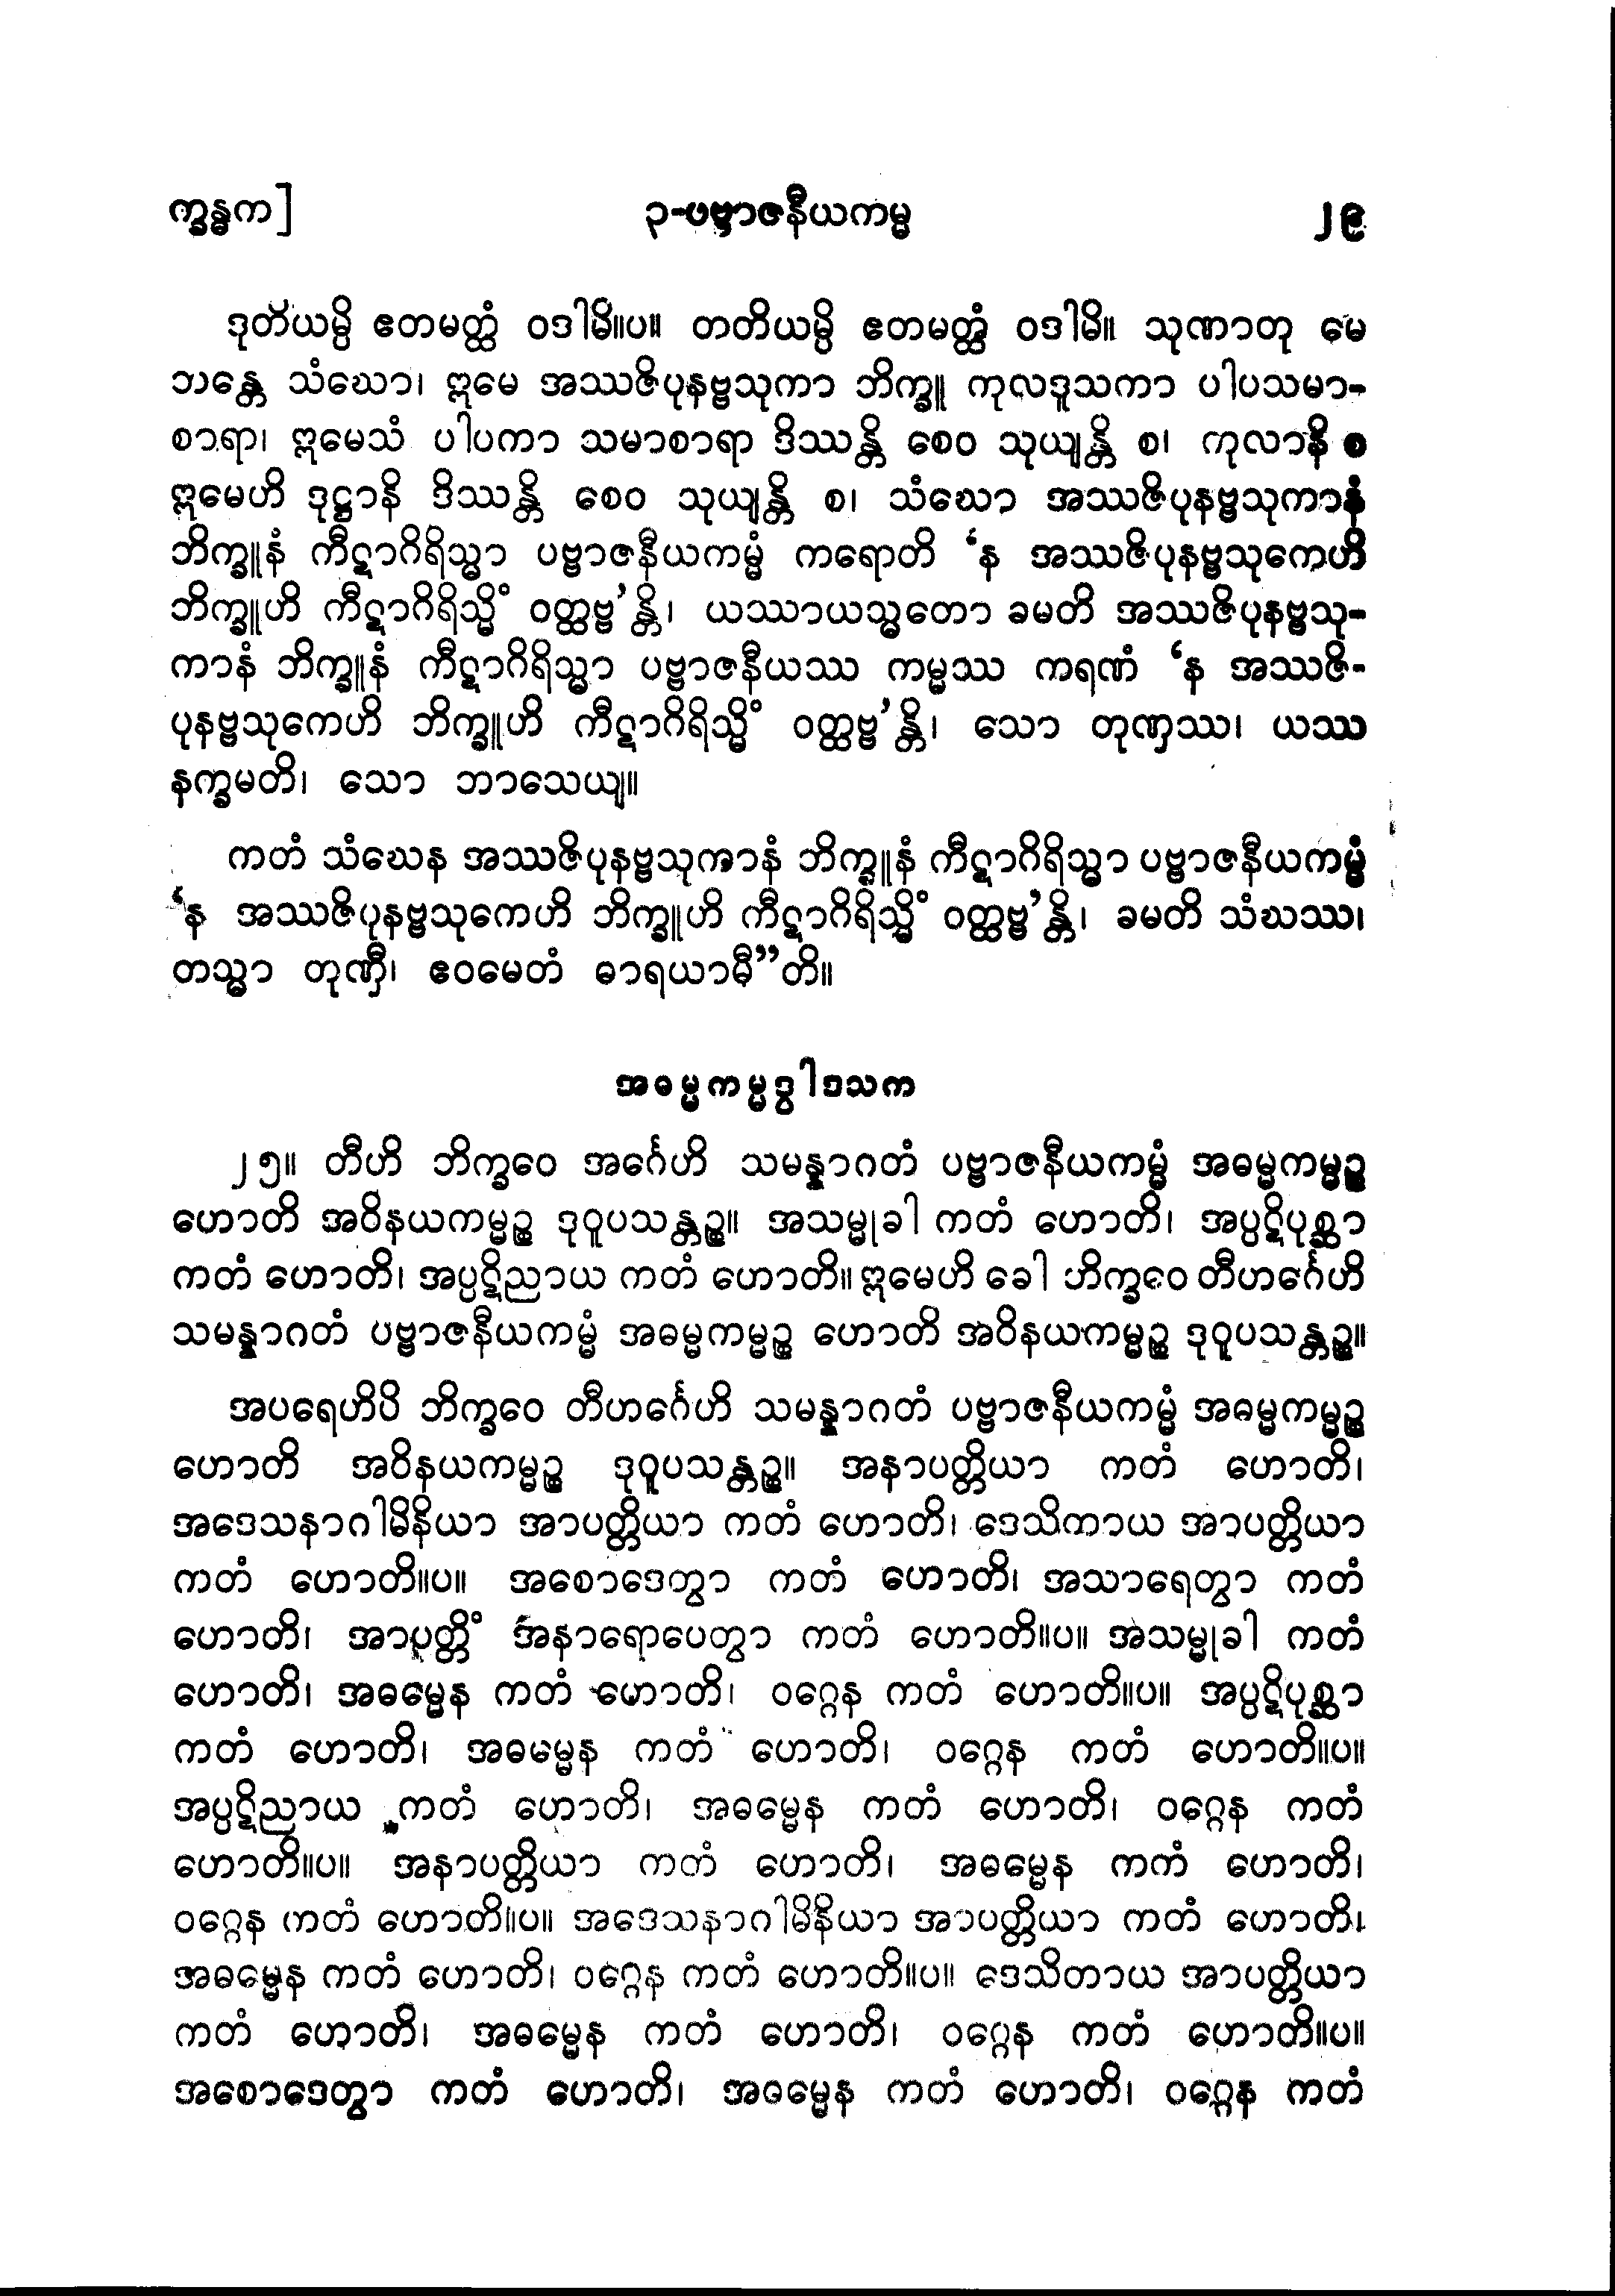 က္ခန္ဓက]
၃-ပဗ္ဗာဇနီယကမ္မ
၂၉
ဒုတိယမ္ပိ ဧတမတ္ထံ ဝဒါမိ။ပ။ တတိယမ္ပိ ဧတမတ္ထံ ဝဒါမိ။ သုဏာတု မေ
ဘန္တေ သံဃော၊ ဣမေ အဿဇိပုနဗ္ဗသုကာ ဘိက္ခူ ကုလဒူသကာ ပါပသမာ-
စာရာ၊ ဣမေသံ ပါပကာ သမာစာရာ ဒိဿန္တိ စေဝ သုယျန္တိ စ၊ ကုလာနိ စ
ဣမေဟိ ဒုဋ္ဌာနိ ဒိဿန္တိ စေဝ သုယျန္တိ စ၊ သံဃော အဿဇိပုနဗ္ဗသုကာနံ
ဘိက္ခူနံ ကီဋာဂိရိသ္မာ ပဗ္ဗာဇနီယကမ္မံ ကရောတိ ‘န အဿဇိပုနဗ္ဗသုကေဟိ
ဘိက္ခူဟိ ကီဋာဂိရိသ္မိံ ဝတ္ထဗ္ဗ’န္တိ၊ ယဿာယသ္မတော ခမတိ အဿဇိပုနဗ္ဗသု-
ကာနံ ဘိက္ခူနံ ကီဋာဂိရိသ္မာ ပဗ္ဗာဇနီယဿ ကမ္မဿ ကရဏံ ‘န အဿဇိ-
ပုနဗ္ဗသုကေဟိ ဘိက္ခူဟိ ကီဋာဂိရိသ္မိံ ဝတ္ထဗ္ဗ’န္တိ၊ သော တုဏှဿ၊ ယဿ
နက္ခမတိ၊ သော ဘာသေယျ။
ကတံ သံဃေန အဿဇိပုနဗ္ဗသုကာနံ ဘိက္ခူနံ ကီဋာဂိရိသ္မာ ပဗ္ဗာဇနီယကမ္မံ
‘န အဿဇိပုနဗ္ဗသုကေဟိ ဘိက္ခူဟိ ကီဋာဂိရိသ္မိံ ဝတ္ထဗ္ဗ’န္တိ၊ ခမတိ သံဃဿ၊
တသ္မာ တုဏှီ၊ ဧဝမေတံ ဓာရယာမီ”တိ။
အဓမ္မကမ္မဒွါဒသက
၂၅။ တီဟိ ဘိက္ခဝေ အင်္ဂေဟိ သမန္နာဂတံ ပဗ္ဗာဇနီယကမ္မံ အဓမ္မကမ္မဉ္စ
ဟောတိ အဝိနယကမ္မဉ္စ ဒုဝူပသန္တဉ္စ။ အသမ္မုခါ ကတံ ဟောတိ၊ အပ္ပဋိပုစ္ဆာ
ကတံ ဟောတိ၊ အပ္ပဋိညာယ ကတံ ဟောတိ။ ဣမေဟိ ခေါ ဘိက္ခဝေ တီဟင်္ဂေဟိ
သမန္နာဂတံ ပဗ္ဗာဇနီယကမ္မံ အဓမ္မကမ္မဉ္စ ဟောတိ အဝိနယကမ္မဉ္စ ဒုဝူပသန္တဉ္စ။
အပရေဟိပိ ဘိက္ခဝေ တီဟင်္ဂေဟိ သမန္နာဂတံ ပဗ္ဗာဇနီယကမ္မံ အဓမ္မကမ္မဉ္စ
ဟောတိ အဝိနယကမ္မဉ္စ ဒုဝူပသန္တဉ္စ။ အနာပတ္တိယာ ကတံ ဟောတိ၊
အဒေသနာဂါမိနိယာ အာပတ္တိယာ ကတံ ဟောတိ၊ ဒေသိတာယ အာပတ္တိယာ
ကတံ ဟောတိ။ပ။ အစောဒေတွာ ကတံ ဟောတိ၊ အသာရေတွာ ကတံ
ဟောတိ၊ အာပတ္တိံ အနာရောပေတွာ ကတံ ဟောတိ။ပ။ အသမ္မုခါ ကတံ
ဟောတိ၊ အဓမ္မေန ကတံ ဟောတိ၊ ဝဂ္ဂေန ကတံ ဟောတိ။ပ။ အပ္ပဋိပုစ္ဆာ
ကတံ ဟောတိ၊ အဓမ္မေန ကတံ ဟောတိ၊ ဝဂ္ဂေန ကတံ ဟောတိ။ပ။
အပ္ပဋိညာယ ကတံ ဟောတိ၊ အဓမ္မေန ကတံ ဟောတိ၊ ဝဂ္ဂေန ကတံ
ဟောတိ။ပ။ အနာပတ္တိယာ ကတံ ဟောတိ၊ အဓမ္မေန ကကံ ဟောတိ၊
ဝဂ္ဂေန ကတံ ဟောတိ။ပ။ အဒေသနာဂါမိနိယာ အာပတ္တိယာ ကတံ ဟောတိ၊
အဓမ္မေန ကတံ ဟောတိ၊ ဝဂ္ဂေန ကတံ ဟောတိ။ပ။ ဒေသိတာယ အာပတ္တိယာ
ကတံ ဟောတိ၊ အဓမ္မေန ကတံ ဟောတိ၊ ဝဂ္ဂေန ကတံ ဟောတိ။ပ။
အစောဒေတွာ ကတံ ဟောတိ၊ အဓမ္မေန ကတံ ဟောတိ၊ ဝဂ္ဂေန ကတံ